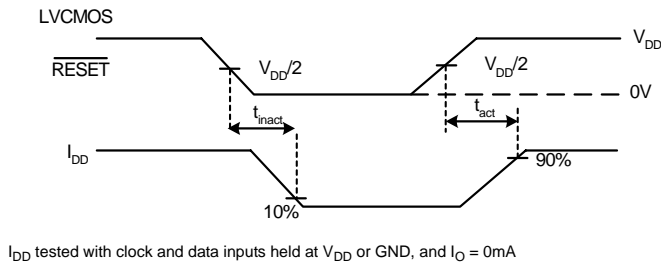 LVCMOS
RESET
V_DD/2
V_DD/2
V_DD
0V
t_inact
t_act
I_DD
10%
90%
I_DD tested with clock and data inputs held at V_DD or GND, and I_O = 0mA